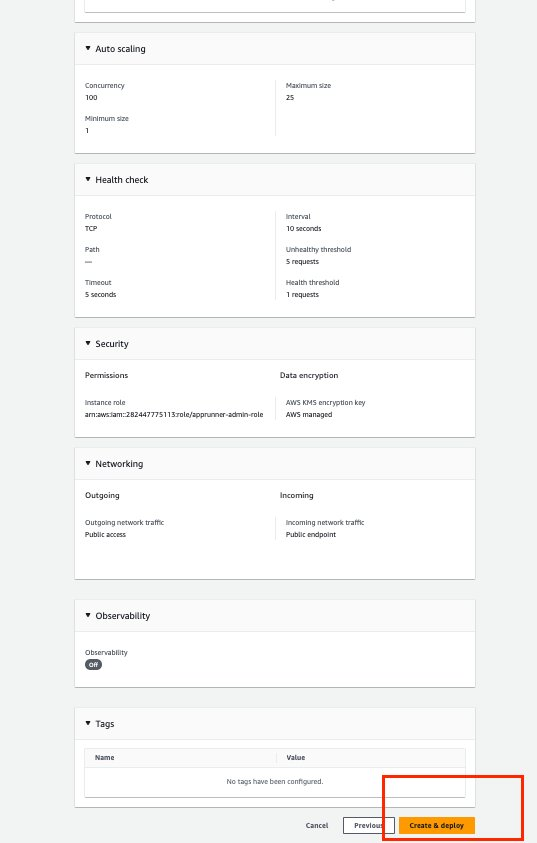 Auto scaling
Concurrency
100
Maximum size
25
Minimum size
1
Health check
Protocol
TCP
Interval
10 seconds
Path
—
Unhealthy threshold
5 requests
Timeout
5 seconds
Health threshold
1 requests
Security
Permissions
Data encryption
Instance role
arn:aws:iam::282447775113:role/apprunner-admin-role
AWS KMS encryption key
AWS managed
Networking
Outgoing
Incoming
Outgoing network traffic
Public access
Incoming network traffic
Public endpoint
Observability
Observability
Off
Tags
Name
Value
No tags have been configured.
Cancel
Previous
Create & deploy